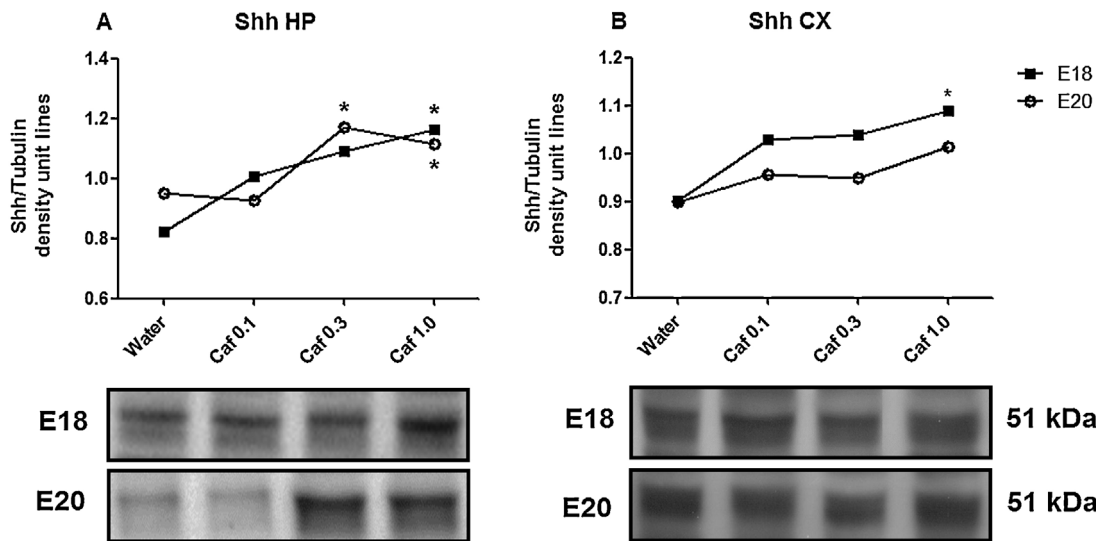 A
Shh HP
Shh/Tubulin
density unit lines
1.4
1.2
1.0
0.8
0.6
*
*
*
Water
Caf 0.1
Caf 0.3
Caf 1.0
E18
E20
B
Shh CX
Shh/Tubulin
density unit lines
1.2
1.1
1.0
0.9
0.8
0.7
*
E18
E20
Water
Caf 0.1
Caf 0.3
Caf 1.0
E18
51 kDa
E20
51 kDa